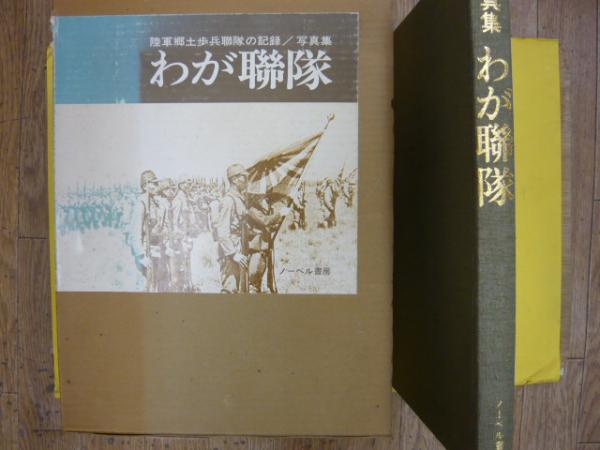 陸軍郷土歩兵聯隊の記録/写真集
わが聯隊
ノーベル書房
真集
わが聯隊
ノーベル書